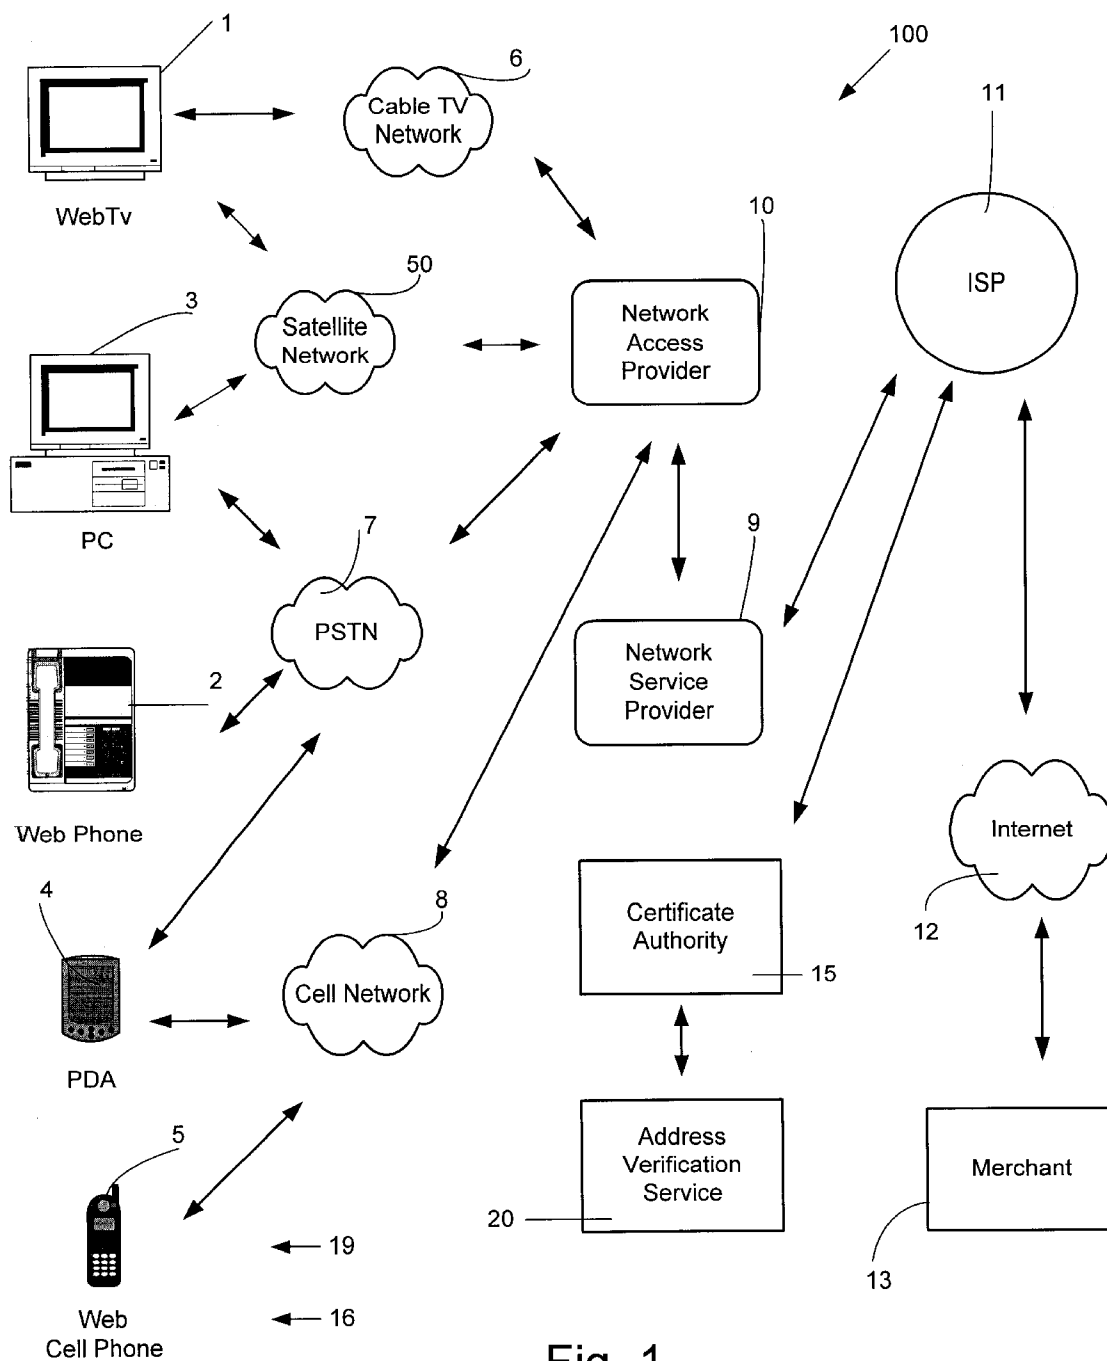 1
6
Cable TV
Network
100
11
WebTv
10
ISP
50
Satellite
Network
Network
Access
Provider
3
PC
7
PSTN
9
Network
Service
Provider
2
Web Phone
Internet
12
4
8
Certificate
Authority
15
Cell Network
PDA
5
Address
Verification
Service
20
Merchant
13
19
16
Web
Cell Phone
Fig. 1